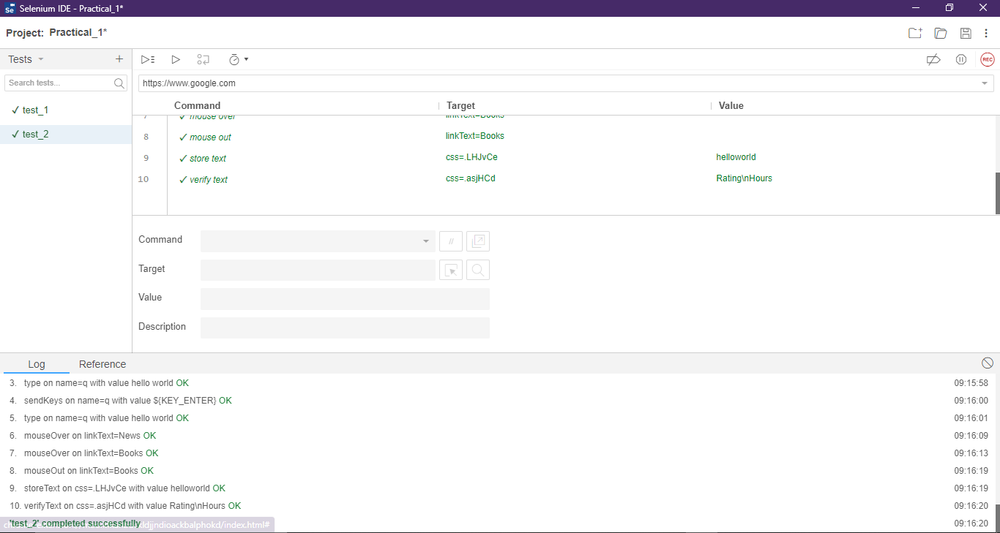 Se Selenium IDE - Practical_1*
Project: Practical_1*
Tests
Search tests...
✓ test_1
✓ test_2
REC
https://www.google.com
Command Target Value
7 ✓ mouse over linkText=Books
8 ✓ mouse out linkText=Books
9 ✓ store text css=.LHJvCe helloworld
10 ✓ verify text css=.asjHCd Rating\nHours
Command //
Target
Value
Description
Log Reference
3. type on name=q with value hello world OK 09:15:58
4. sendKeys on name=q with value ${KEY_ENTER} OK 09:16:00
5. type on name=q with value hello world OK 09:16:01
6. mouseOver on linkText=News OK 09:16:09
7. mouseOver on linkText=Books OK 09:16:13
8. mouseOut on linkText=Books OK 09:16:19
9. storeText on css=.LHJvCe with value helloworld OK 09:16:19
10. verifyText on css=.asjHCd with value Rating\nHours OK 09:16:20
'test_2' completed successfully 09:16:20